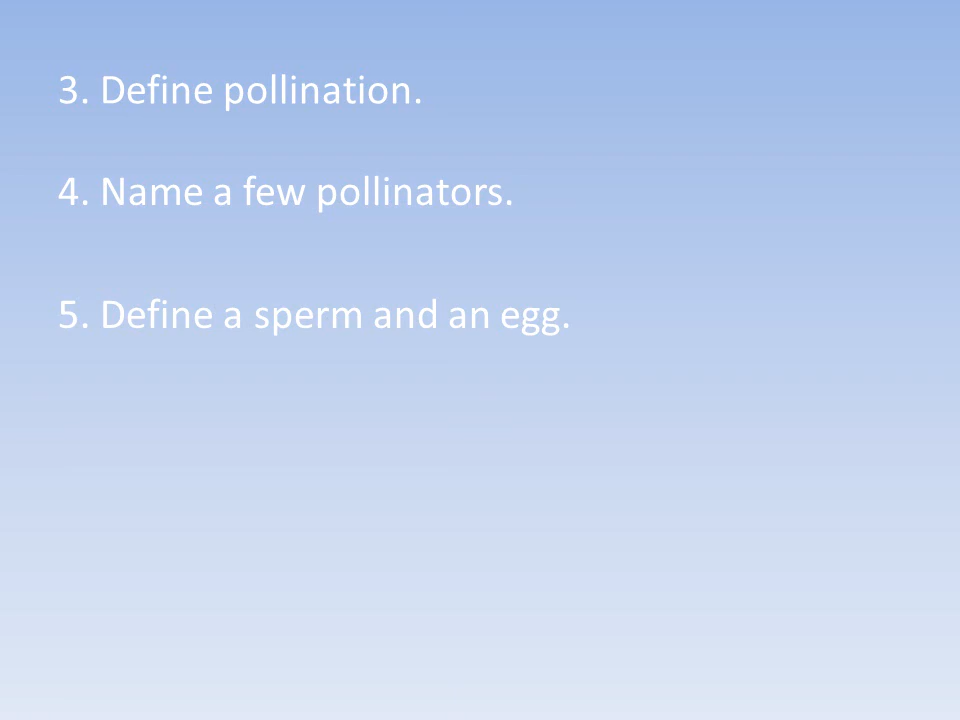 3. Define pollination.
4. Name a few pollinators.
5. Define a sperm and an egg.